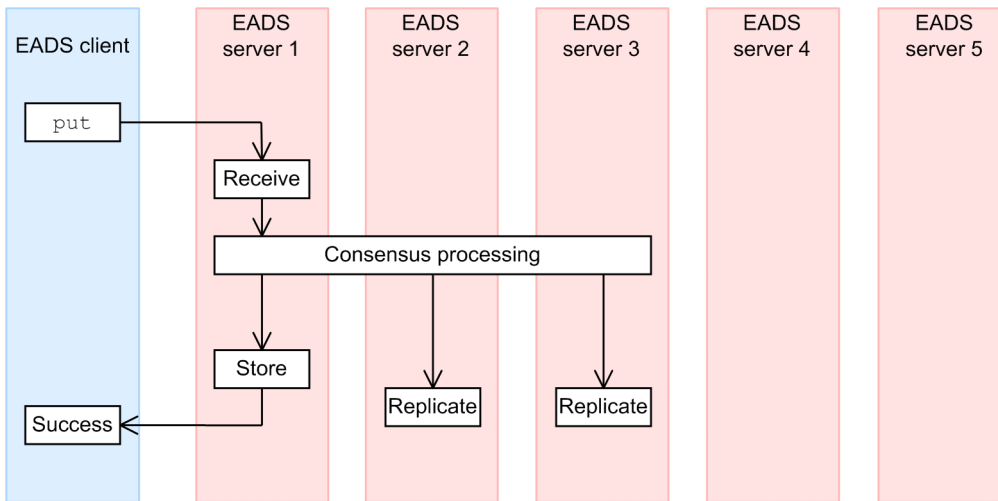 EADS client
EADS
server 1
EADS
server 2
EADS
server 3
EADS
server 4
EADS
server 5
put
Receive
Consensus processing
Store
Replicate
Replicate
Success